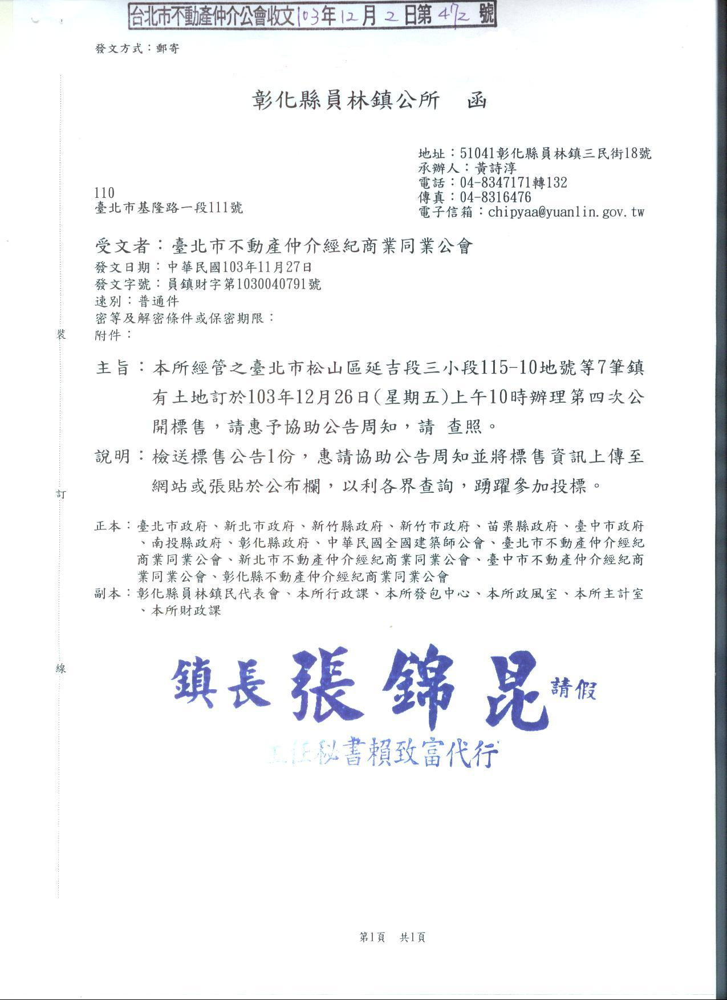 台北市不動產仲介公會收文103年12月2日第472號
發文方式：郵寄
彰化縣員林鎮公所 函
地址：51041彰化縣員林鎮三民街18號
承辦人：黃詩淳
電話：04-8347171轉132
傳真：04-8316476
電子信箱：chipyaa@yuanlin.gov.tw
110
臺北市基隆路一段111號
受文者：臺北市不動產仲介經紀商業同業公會
發文日期：中華民國103年11月27日
發文字號：員鎮財字第1030040791號
速別：普通件
密等及解密條件或保密期限：
附件：
主旨：本所經管之臺北市松山區延吉段三小段115-10地號等7筆鎮
有土地訂於103年12月26日(星期五)上午10時辦理第四次公
開標售，請惠予協助公告周知，請 查照。
說明：檢送標售公告1份，惠請協助公告周知並將標售資訊上傳至
網站或張貼於公布欄，以利各界查詢，踴躍參加投標。
正本：臺北市政府、新北市政府、新竹縣政府、新竹市政府、苗栗縣政府、臺中市政府
、南投縣政府、彰化縣政府、中華民國全國建築師公會、臺北市不動產仲介經紀
商業同業公會、新北市不動產仲介經紀商業同業公會、臺中市不動產仲介經紀商
業同業公會、彰化縣不動產仲介經紀商業同業公會
副本：彰化縣員林鎮民代表會、本所行政課、本所發包中心、本所政風室、本所主計室
、本所財政課
鎮長張錦昆請假
主任秘書賴致富代行
裝
訂
線
第1頁 共1頁